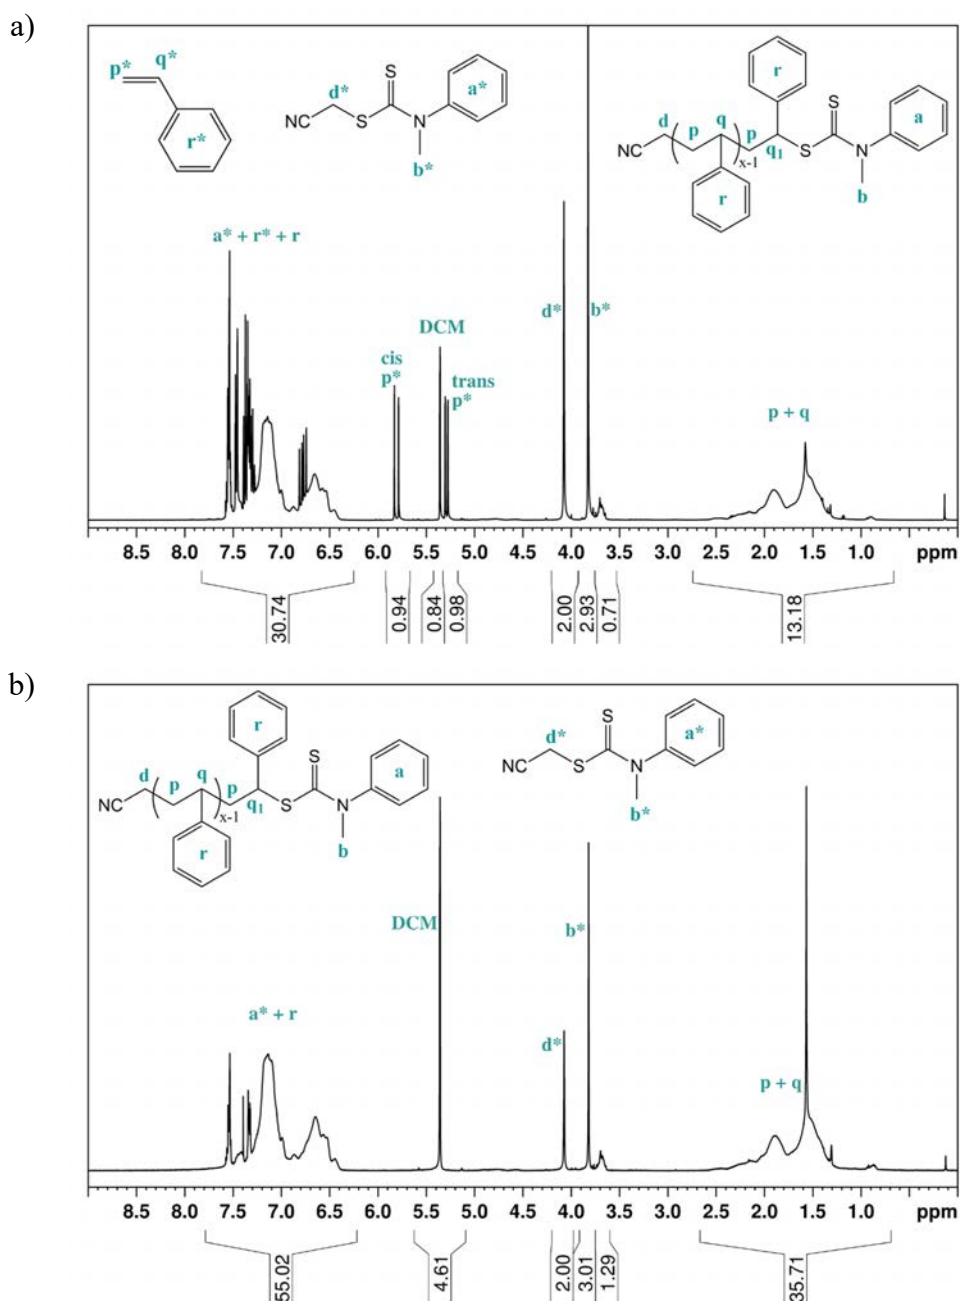 a)
p*
q*
r*
d*
S
NC
S
N
a*
b*
r
S
d
p
q
p
q1
S
N
a
NC
x-1
r
b
a* + r* + r
cis
p*
DCM
trans
p*
d*
b*
p + q
8.5 8.0 7.5 7.0 6.5 6.0 5.5 5.0 4.5 4.0 3.5 3.0 2.5 2.0 1.5 1.0 ppm
30.74 0.94 0.84 0.98 2.00 2.93 0.71 13.18
b)
r
S
d
p
q
p
q1
S
N
a
NC
x-1
r
b
S
d*
NC
S
N
a*
b*
a* + r
DCM
d*
b*
p + q
8.5 8.0 7.5 7.0 6.5 6.0 5.5 5.0 4.5 4.0 3.5 3.0 2.5 2.0 1.5 1.0 ppm
55.02 4.61 2.00 3.01 1.29 35.71